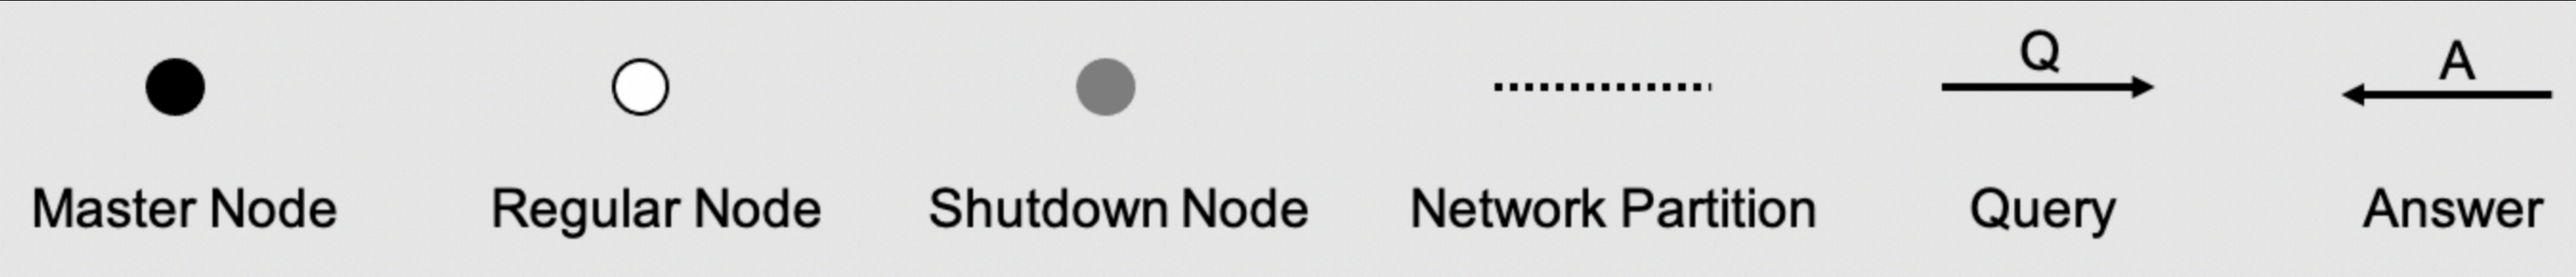 Q
A
Master Node
Regular Node
Shutdown Node
Network Partition
Query
Answer